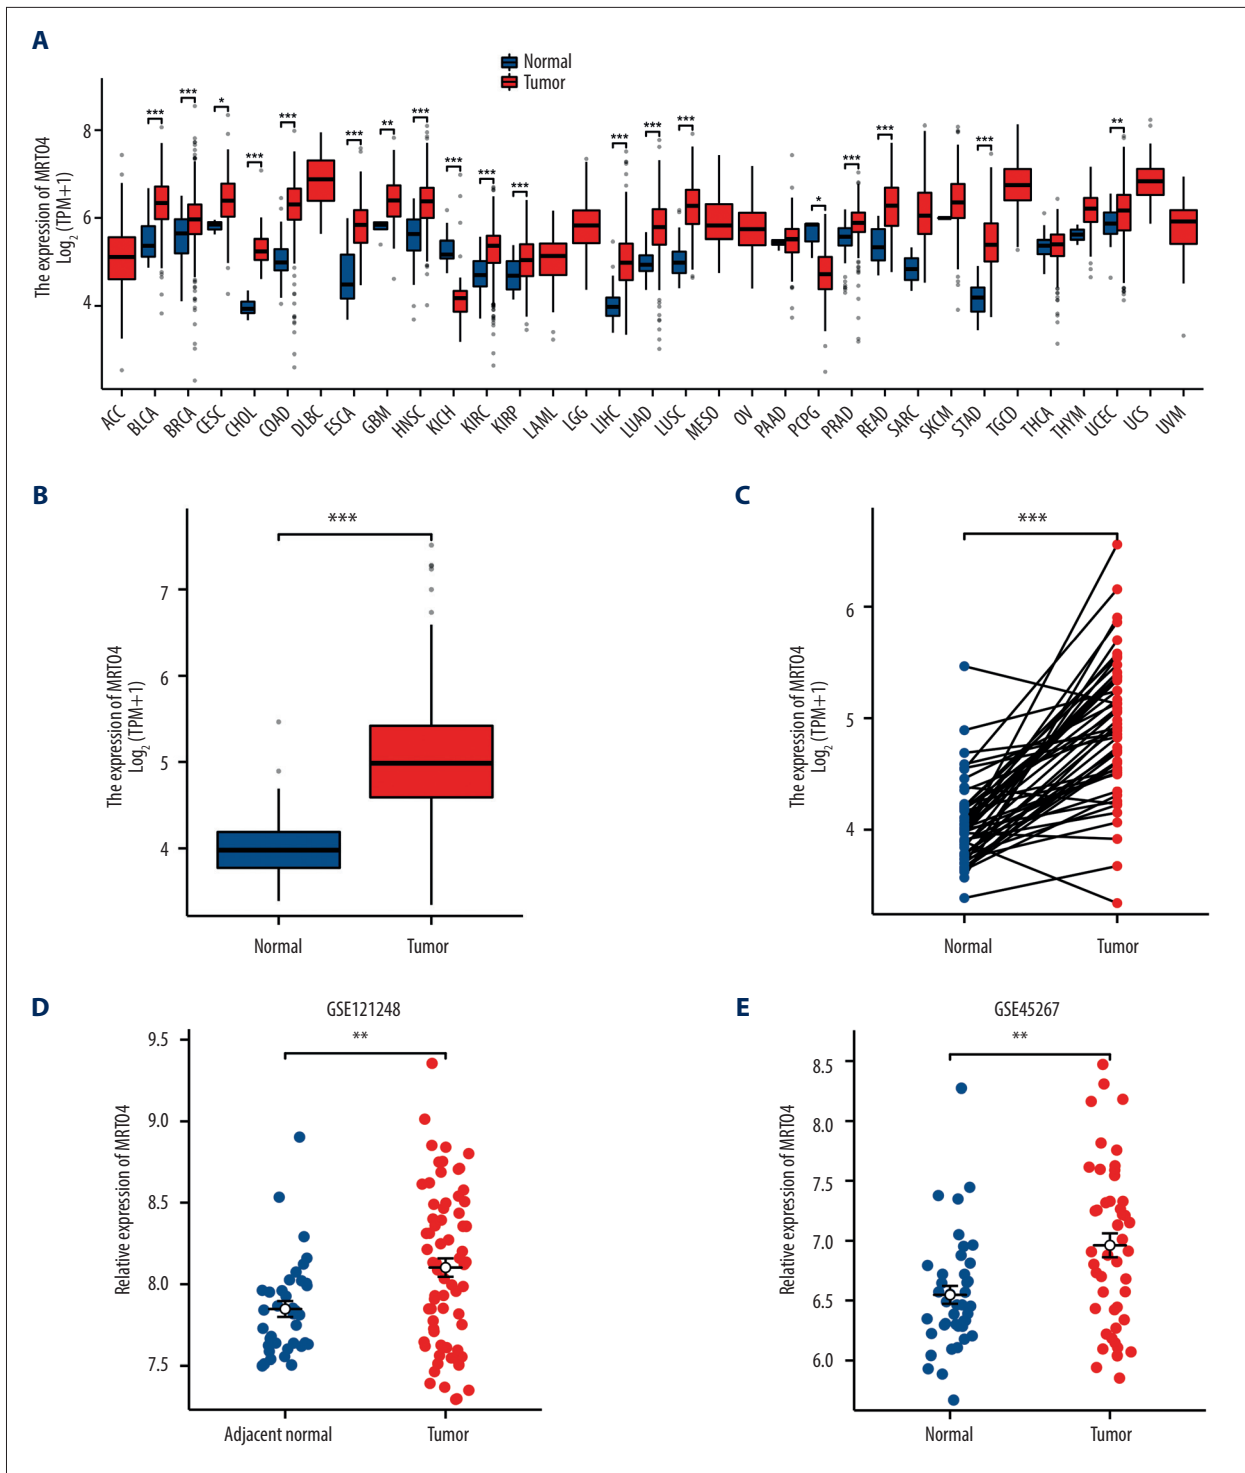 A
Normal
Tumor
The expression of MRTO4
Log2 (TPM+1)
8
6
4
*** *** * *** *** *** ** *** *** *** *** *** *** *** * *** *** *** **
ACC BLCA BRCA CESC CHOL COAD DLBC ESCA GBM HNSC KICH KIRC KIRP LAML LGG LIHC LUAD LUSC MESO OV PAAD PCPG PRAD READ SARC SKCM STAD TGCD THCA THYM UCEC UCS UVM
B
***
The expression of MRTO4
Log2 (TPM+1)
7
6
5
4
Normal Tumor
C
***
The expression of MRTO4
Log2 (TPM+1)
6
5
4
Normal Tumor
D
GSE121248
**
Relative expression of MRTO4
9.5
9.0
8.5
8.0
7.5
Adjacent normal Tumor
E
GSE45267
**
Relative expression of MRTO4
8.5
8.0
7.5
7.0
6.5
6.0
Normal Tumor